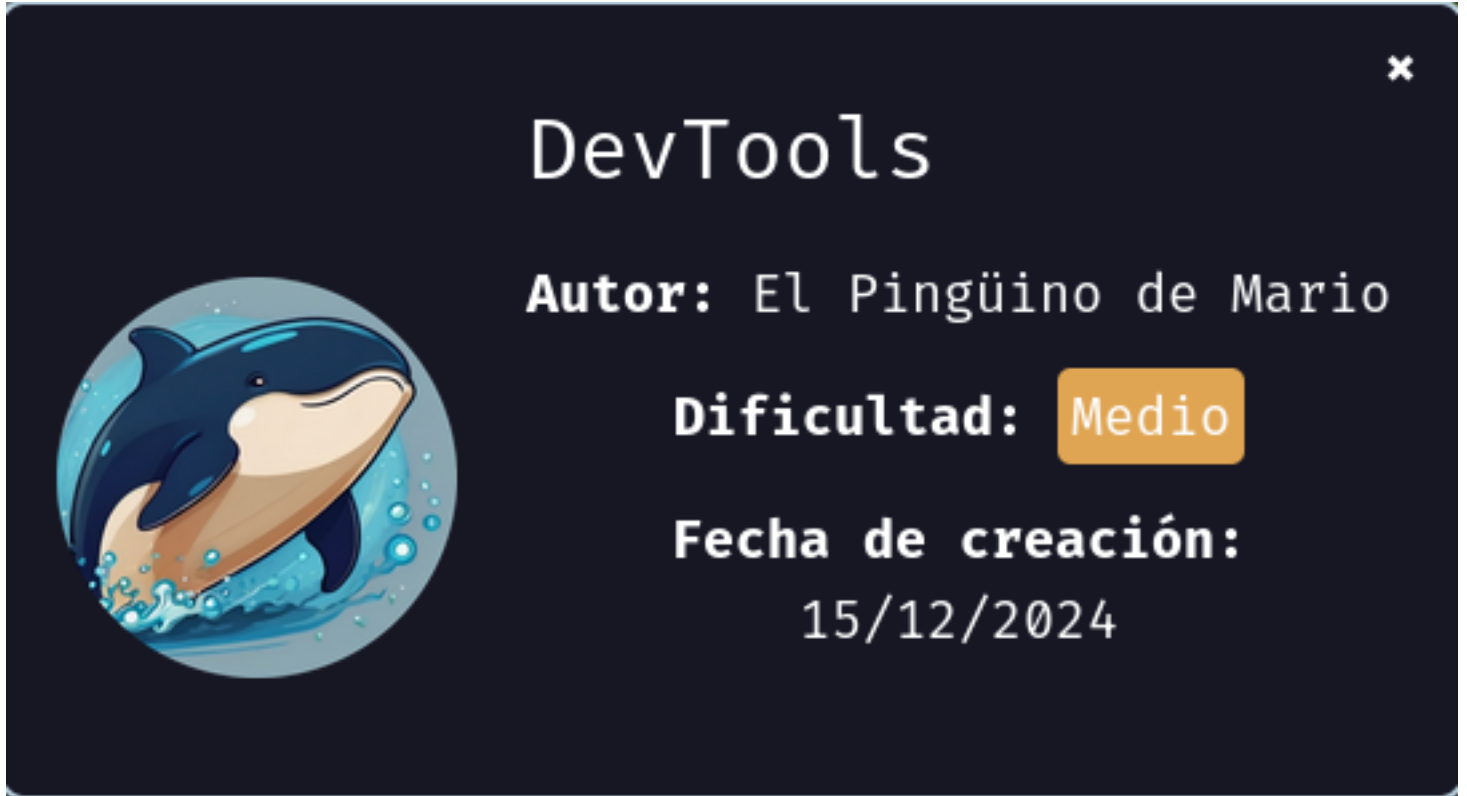 DevTools
Autor: El Pingüino de Mario
Dificultad: Medio
Fecha de creación:
15/12/2024